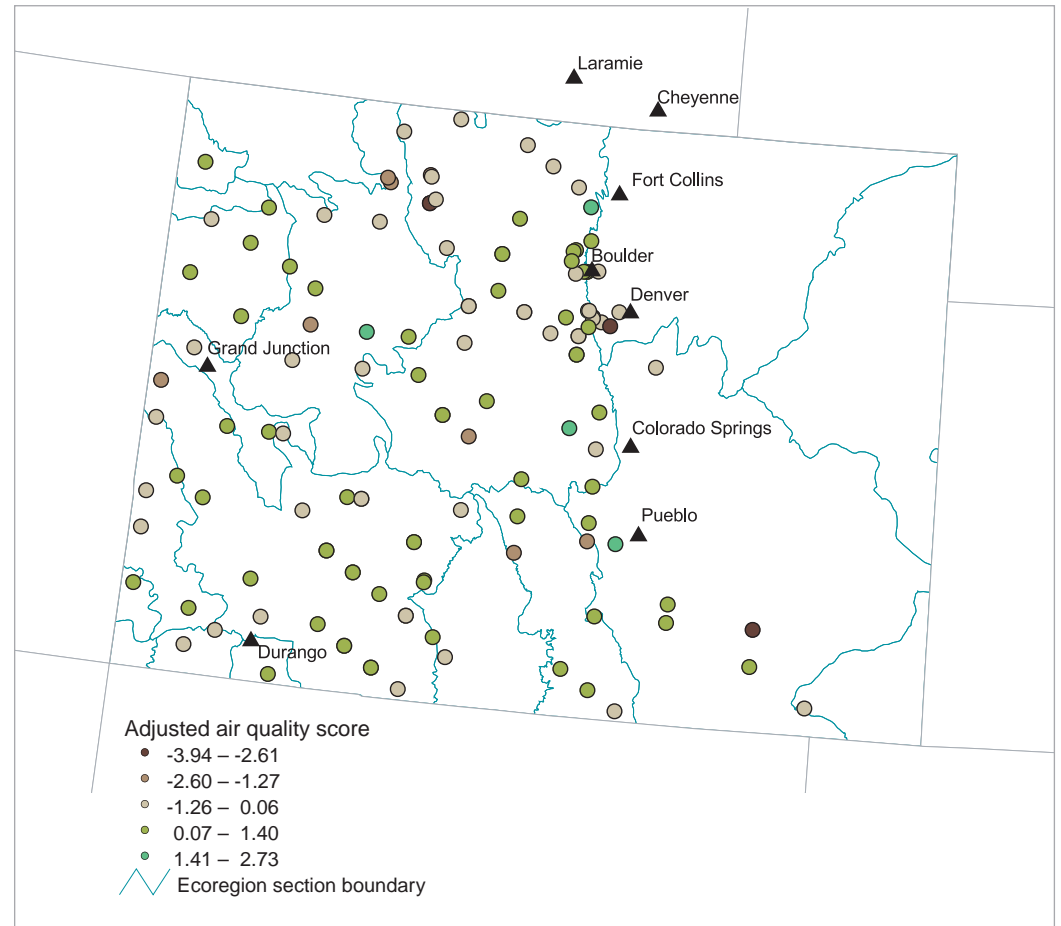 Laramie
Cheyenne
Fort Collins
Boulder
Denver
Grand Junction
Colorado Springs
Pueblo
Durango
Adjusted air quality score
-3.94 – -2.61
-2.60 – -1.27
-1.26 – 0.06
0.07 – 1.40
1.41 – 2.73
Ecoregion section boundary